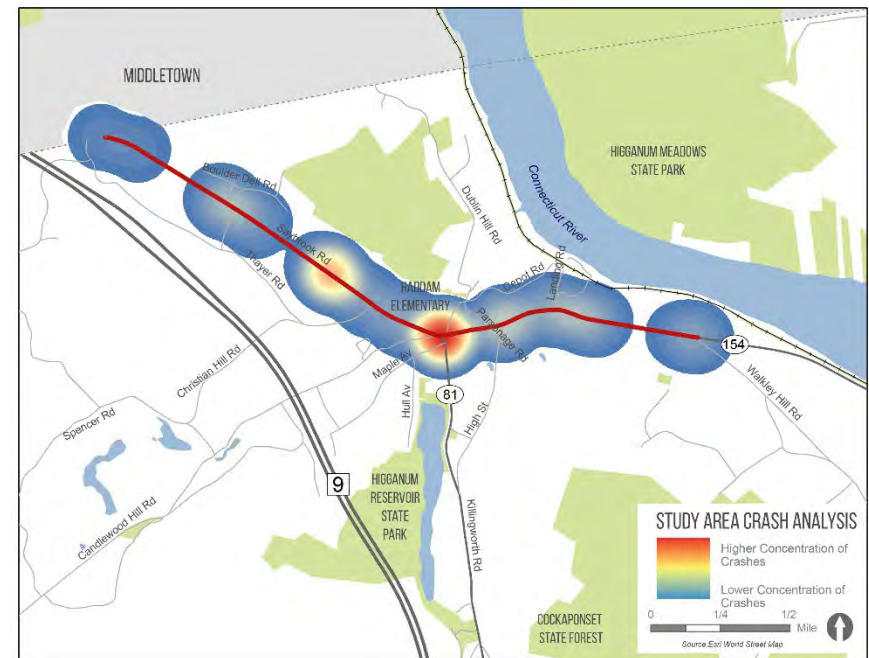 MIDDLETOWN
HIGGANUM MEADOWS
STATE PARK
Connecticut River
Boulder Dell Rd
Dublin Hill Rd
Saybrook Rd
Thayer Rd
Depot Rd
Landing Rd
RADDAM
ELEMENTARY
Parsonage Rd
154
Maple Av
Christian Hill Rd
Hull Av
81
Walkley Hill Rd
Spencer Rd
High St
9
HIGGANUM
RESERVOIR
STATE
PARK
Candlewood Hill Rd
Killingworth Rd
COCKAPONSET
STATE FOREST
STUDY AREA CRASH ANALYSIS
Higher Concentration of
Crashes
Lower Concentration of
Crashes
0 1/4 1/2
Mile
Source:Esri World Street Map